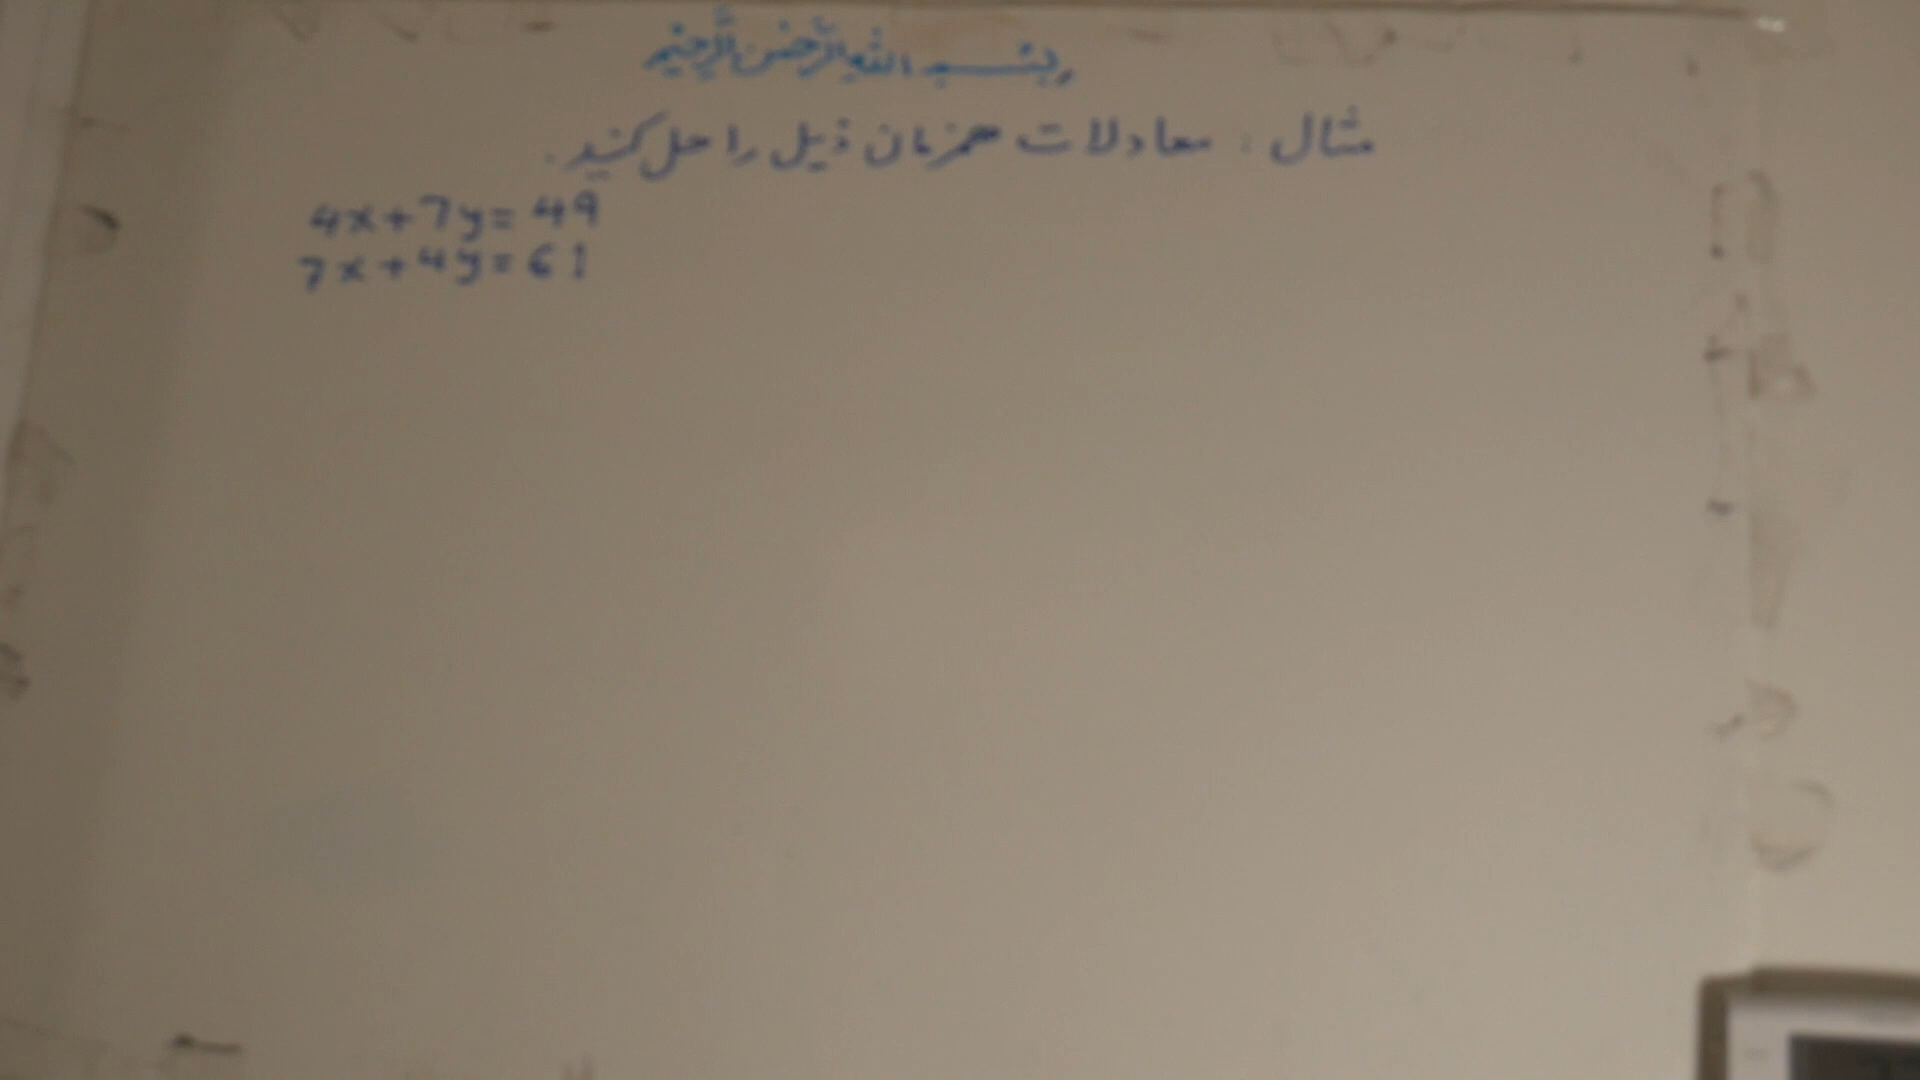 بسم الله الرحمن الرحیم
مثال : معادلات همزمان ذیل را حل کنید.
4x+7y=49
7x+4y=61